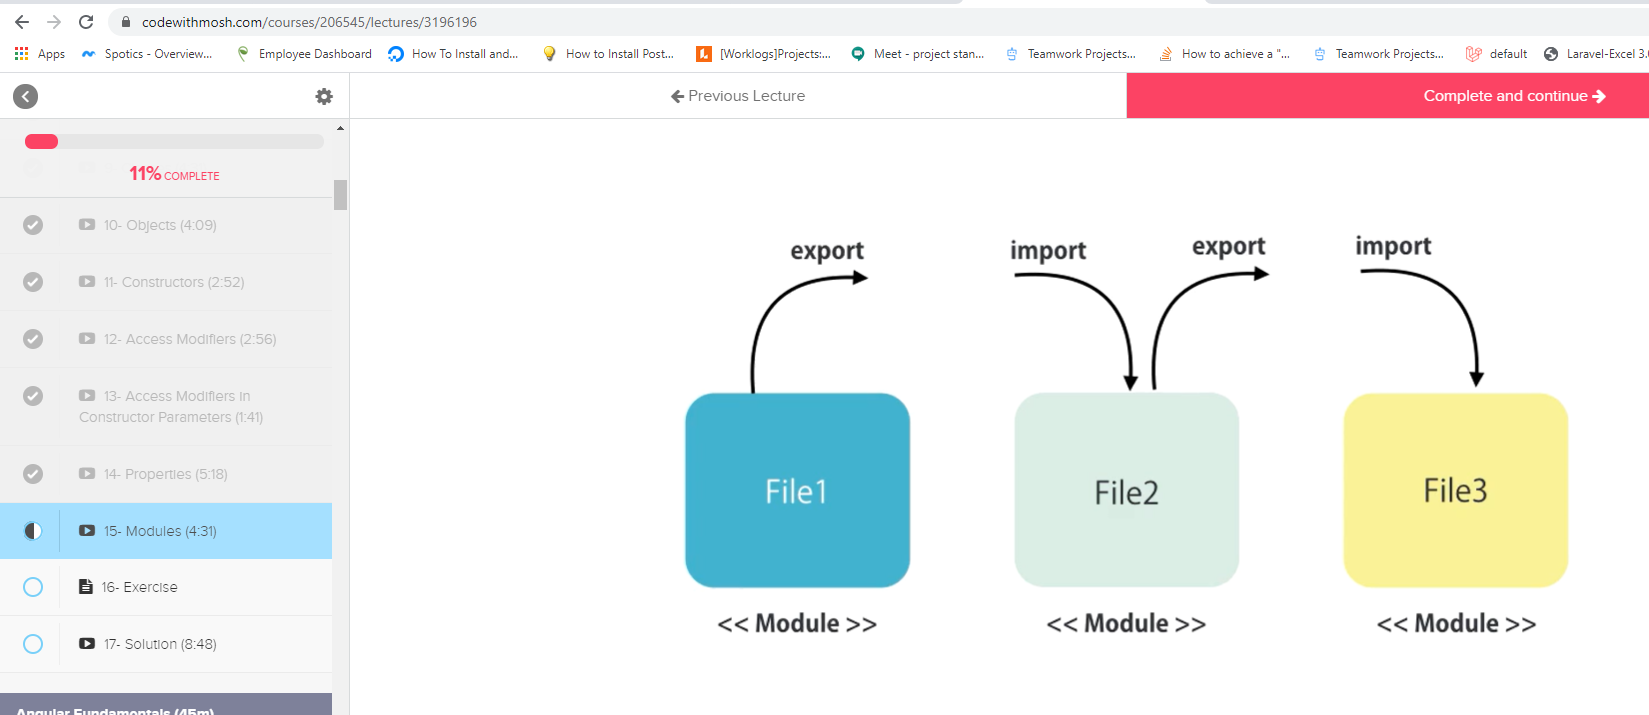 codewithmosh.com/courses/206545/lectures/3196196
Apps
Spotics - Overview...
Employee Dashboard
How To Install and...
How to Install Post...
[Worklogs]Projects:...
Meet - project stan...
Teamwork Projects...
How to achieve a "...
Teamwork Projects...
default
Laravel-Excel 3.
Previous Lecture
Complete and continue
11% COMPLETE
10- Objects (4:09)
11- Constructors (2:52)
12- Access Modifiers (2:56)
13- Access Modifiers in
Constructor Parameters (1:41)
14- Properties (5:18)
15- Modules (4:31)
16- Exercise
17- Solution (8:48)
Angular Fundamentals (45m)
export
import
export
import
File1
File2
File3
<< Module >>
<< Module >>
<< Module >>